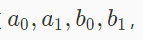 a₀, a₁, b₀, b₁,